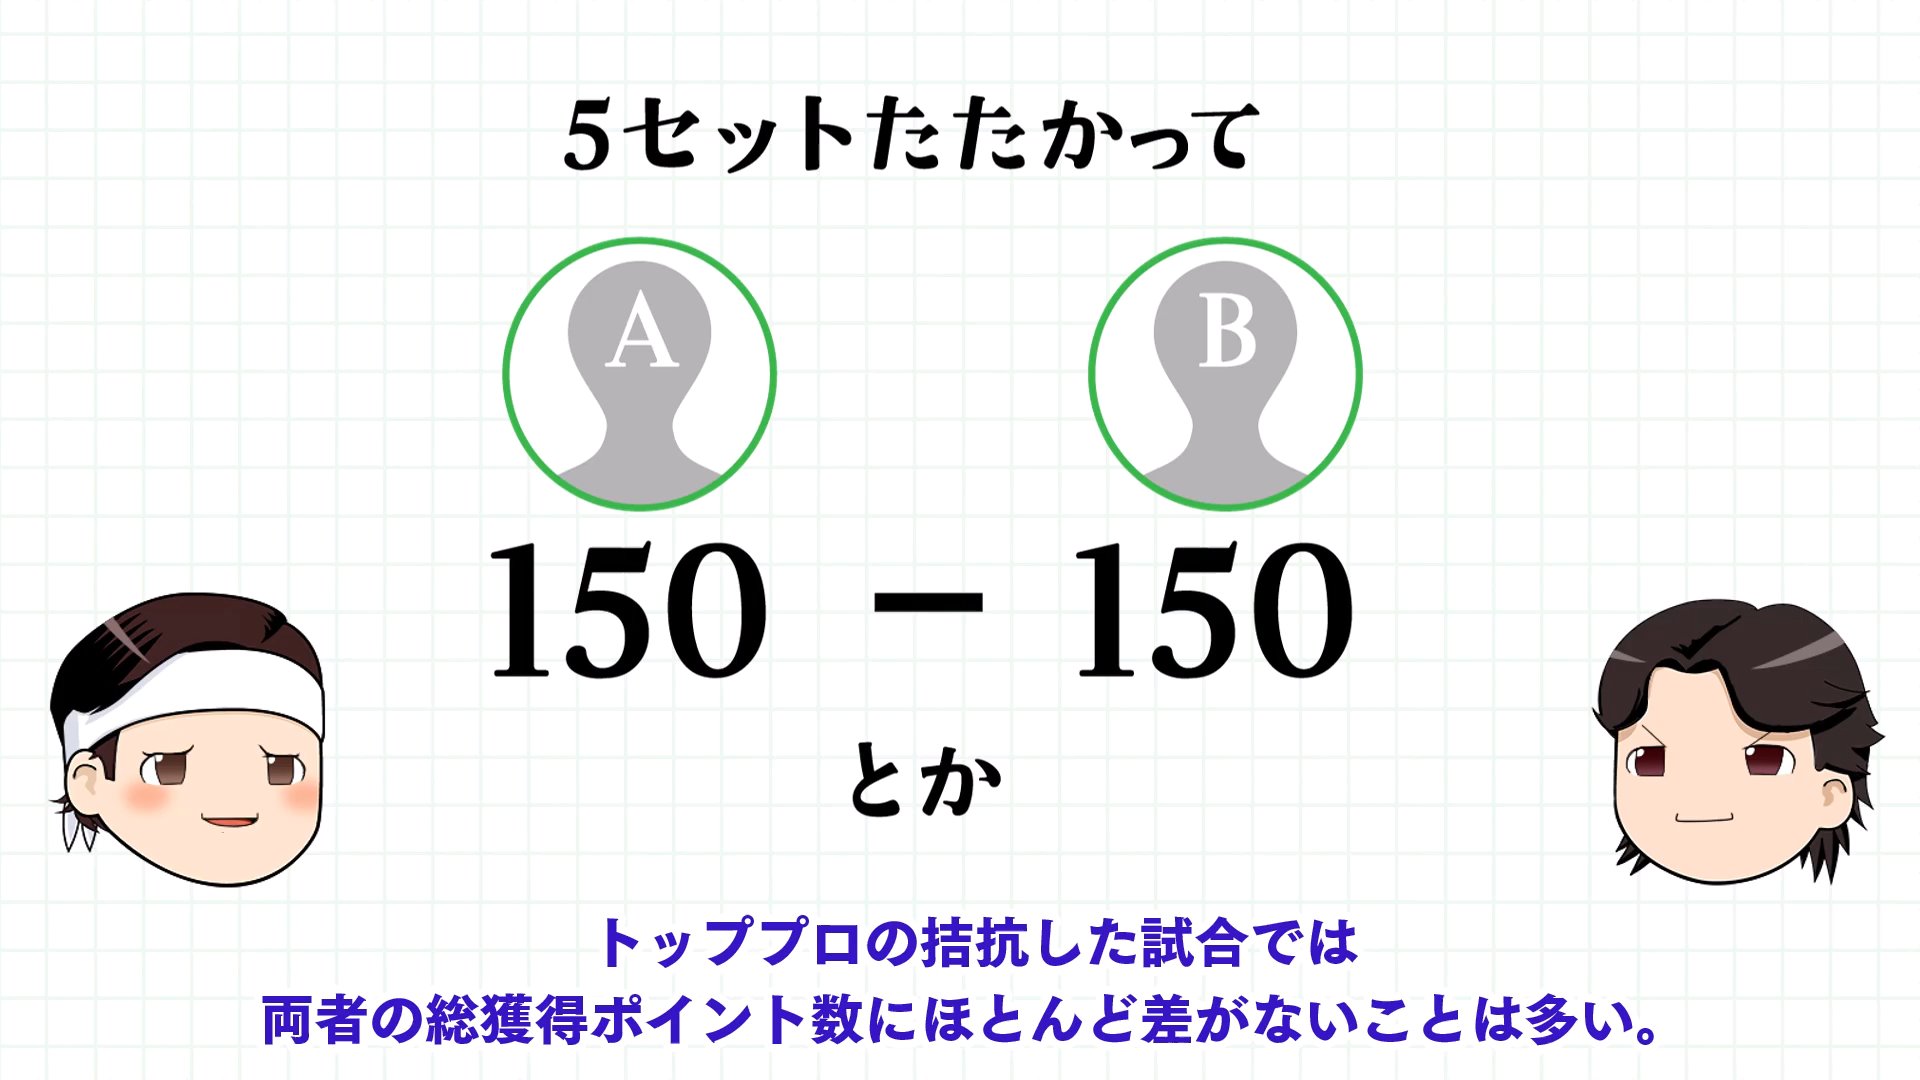 5セットたたかって
A
B
150 － 150
とか
トッププロの拮抗した試合では
両者の総獲得ポイント数にほとんど差がないことは多い。